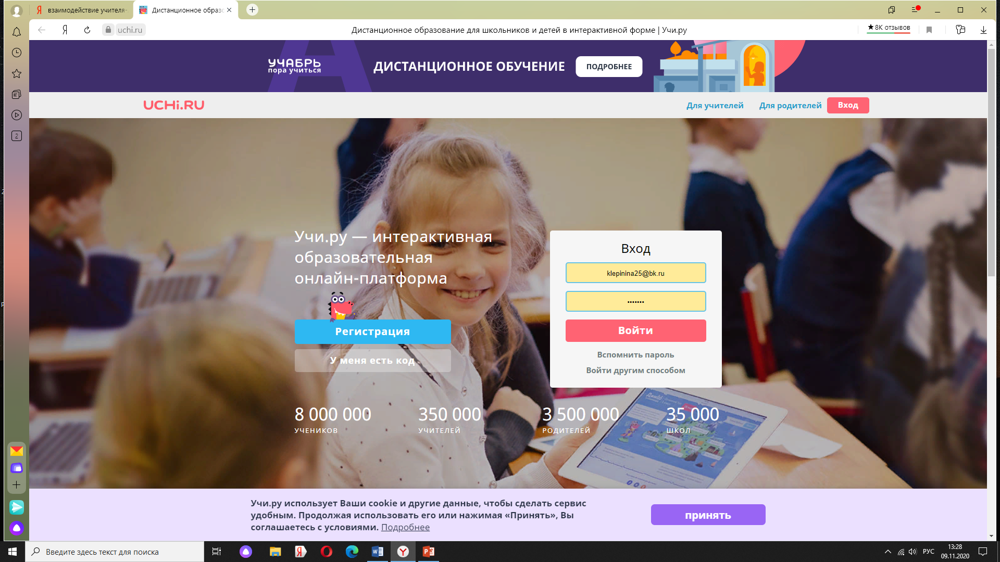 взаимодействие учителя-
Дистанционное образо
uchi.ru
Дистанционное образование для школьников и детей в интерактивной форме | Учи.ру
★ 8К отзывов
2
УЧАБРЬ
пора учиться
ДИСТАНЦИОННОЕ ОБУЧЕНИЕ
ПОДРОБНЕЕ
UCHi.RU
Для учителей
Для родителей
Вход
Учи.ру — интерактивная
образовательная
онлайн-платформа
Регистрация
У меня есть код
Вход
klepinina25@bk.ru
•••••••
Войти
Вспомнить пароль
Войти другим способом
8 000 000
УЧЕНИКОВ
350 000
УЧИТЕЛЕЙ
3 500 000
РОДИТЕЛЕЙ
35 000
ШКОЛ
Учи.ру использует Ваши cookie и другие данные, чтобы сделать сервис
удобным. Продолжая использовать его или нажимая «Принять», Вы
соглашаетесь с условиями. Подробнее
принять
Введите здесь текст для поиска
РУС
13:28
09.11.2020